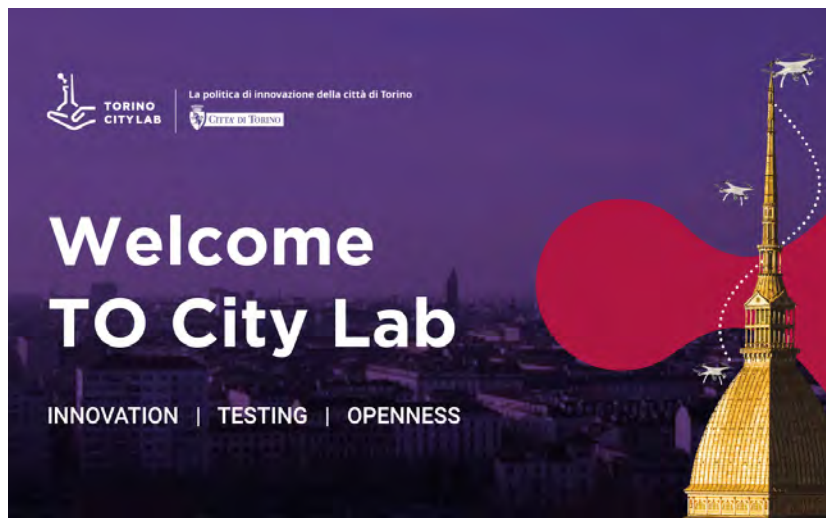 TORINO
CITYLAB
La politica di innovazione della città di Torino
CITTA' DI TORINO
Welcome
TO City Lab
INNOVATION | TESTING | OPENNESS